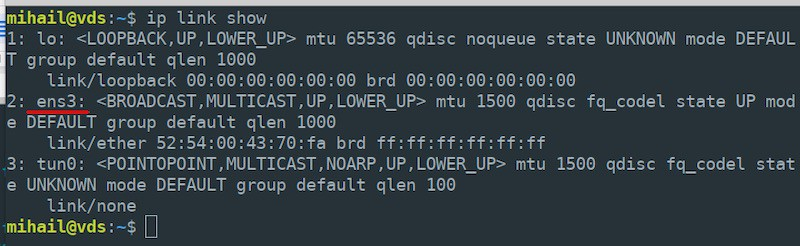 mihail@vds:~$ ip link show
1: lo: <LOOPBACK,UP,LOWER_UP> mtu 65536 qdisc noqueue state UNKNOWN mode DEFAUL
T group default qlen 1000
    link/loopback 00:00:00:00:00:00 brd 00:00:00:00:00:00
2: ens3: <BROADCAST,MULTICAST,UP,LOWER_UP> mtu 1500 qdisc fq_codel state UP mod
e DEFAULT group default qlen 1000
    link/ether 52:54:00:43:70:fa brd ff:ff:ff:ff:ff:ff
3: tun0: <POINTOPOINT,MULTICAST,NOARP,UP,LOWER_UP> mtu 1500 qdisc fq_codel stat
e UNKNOWN mode DEFAULT group default qlen 100
    link/none
mihail@vds:~$